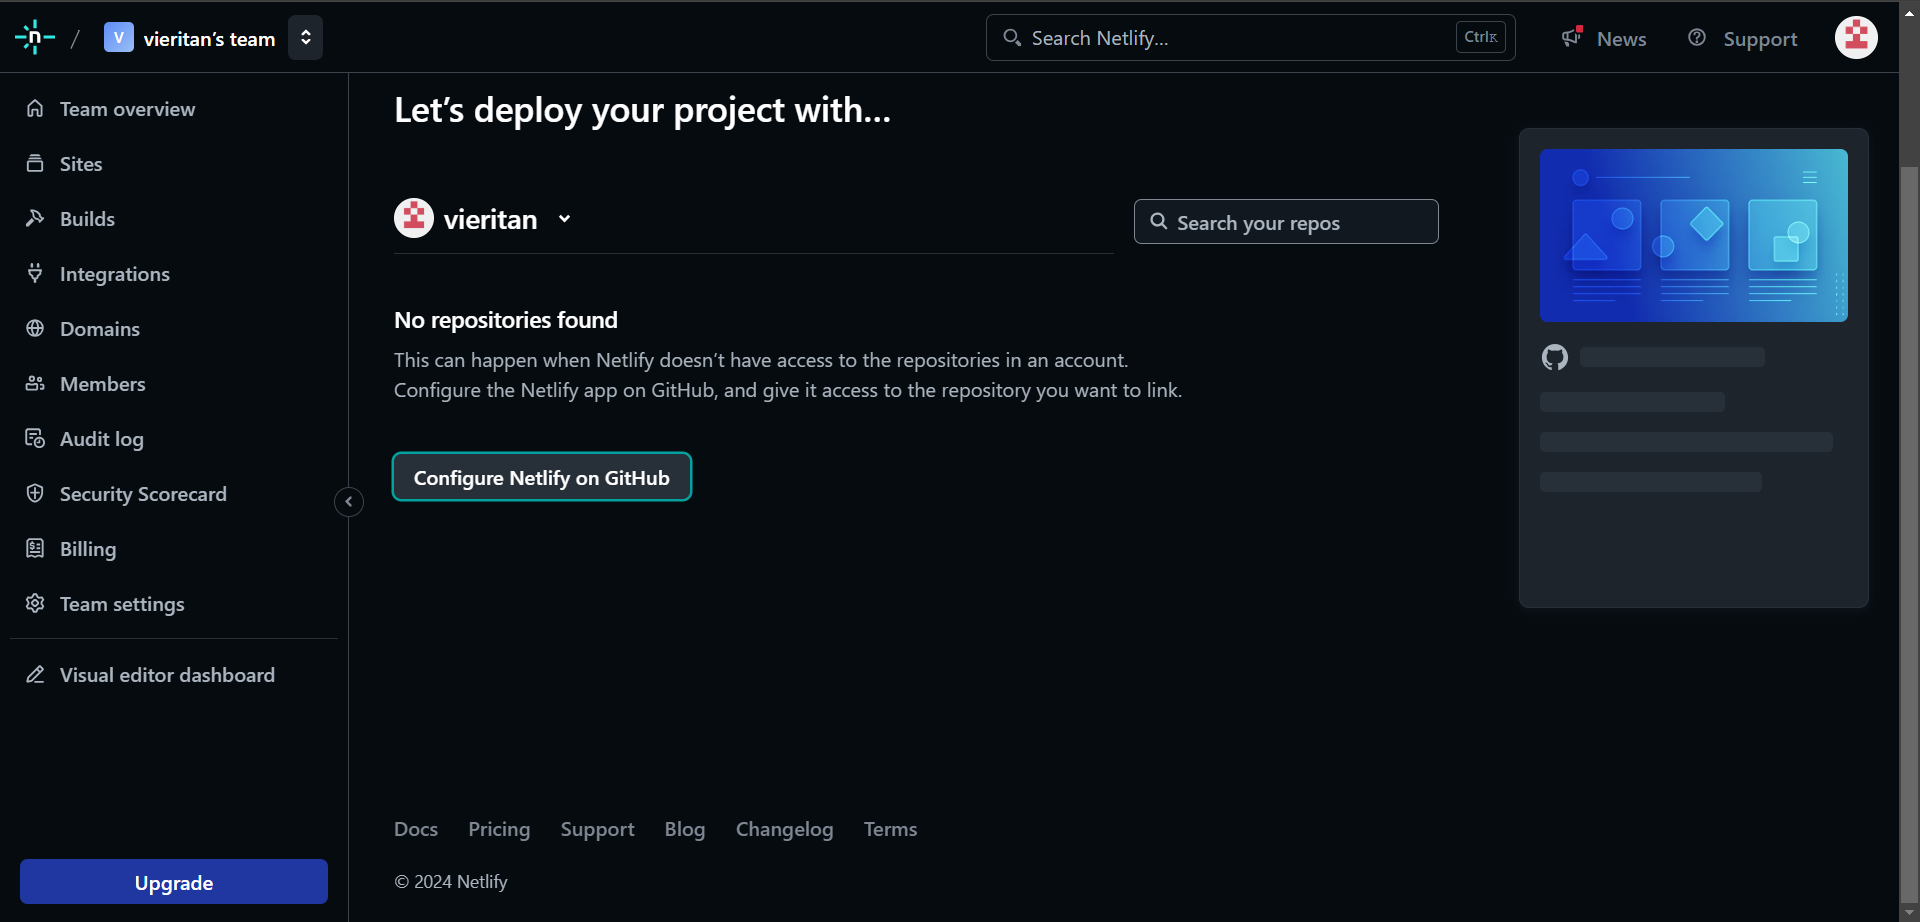 n / V vieritan's team
Search Netlify... Ctrl K
News
Support
Team overview
Sites
Builds
Integrations
Domains
Members
Audit log
Security Scorecard
Billing
Team settings
Visual editor dashboard
Upgrade
Let's deploy your project with...
vieritan
Search your repos
No repositories found
This can happen when Netlify doesn't have access to the repositories in an account.
Configure the Netlify app on GitHub, and give it access to the repository you want to link.
Configure Netlify on GitHub
Docs Pricing Support Blog Changelog Terms
© 2024 Netlify